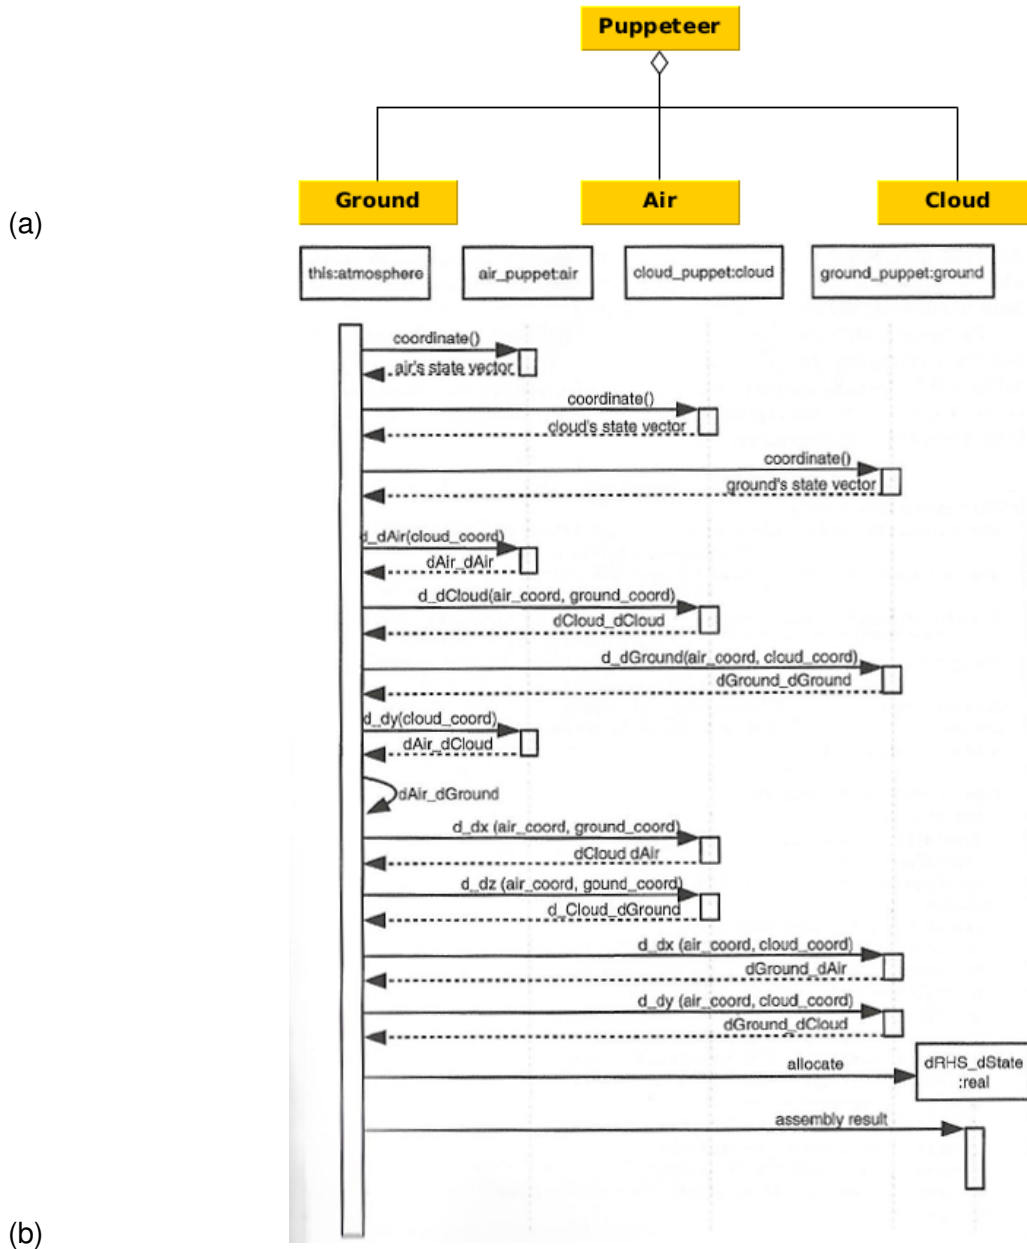 Puppeteer
Ground Air Cloud
(a)
this:atmosphere air_puppet:air cloud_puppet:cloud ground_puppet:ground
coordinate()
air's state vector
coordinate()
cloud's state vector
coordinate()
ground's state vector
d_dAir(cloud_coord)
dAir_dAir
d_dCloud(air_coord, ground_coord)
dCloud_dCloud
d_dGround(air_coord, cloud_coord)
dGround_dGround
d_dy(cloud_coord)
dAir_dCloud
dAir_dGround
d_dx (air_coord, ground_coord)
dCloud dAir
d_dz (air_coord, gound_coord)
d_Cloud_dGround
d_dx (air_coord, cloud_coord)
dGround_dAir
d_dy (air_coord, cloud_coord)
dGround_dCloud
allocate
dRHS_dState
:real
assembly result
(b)